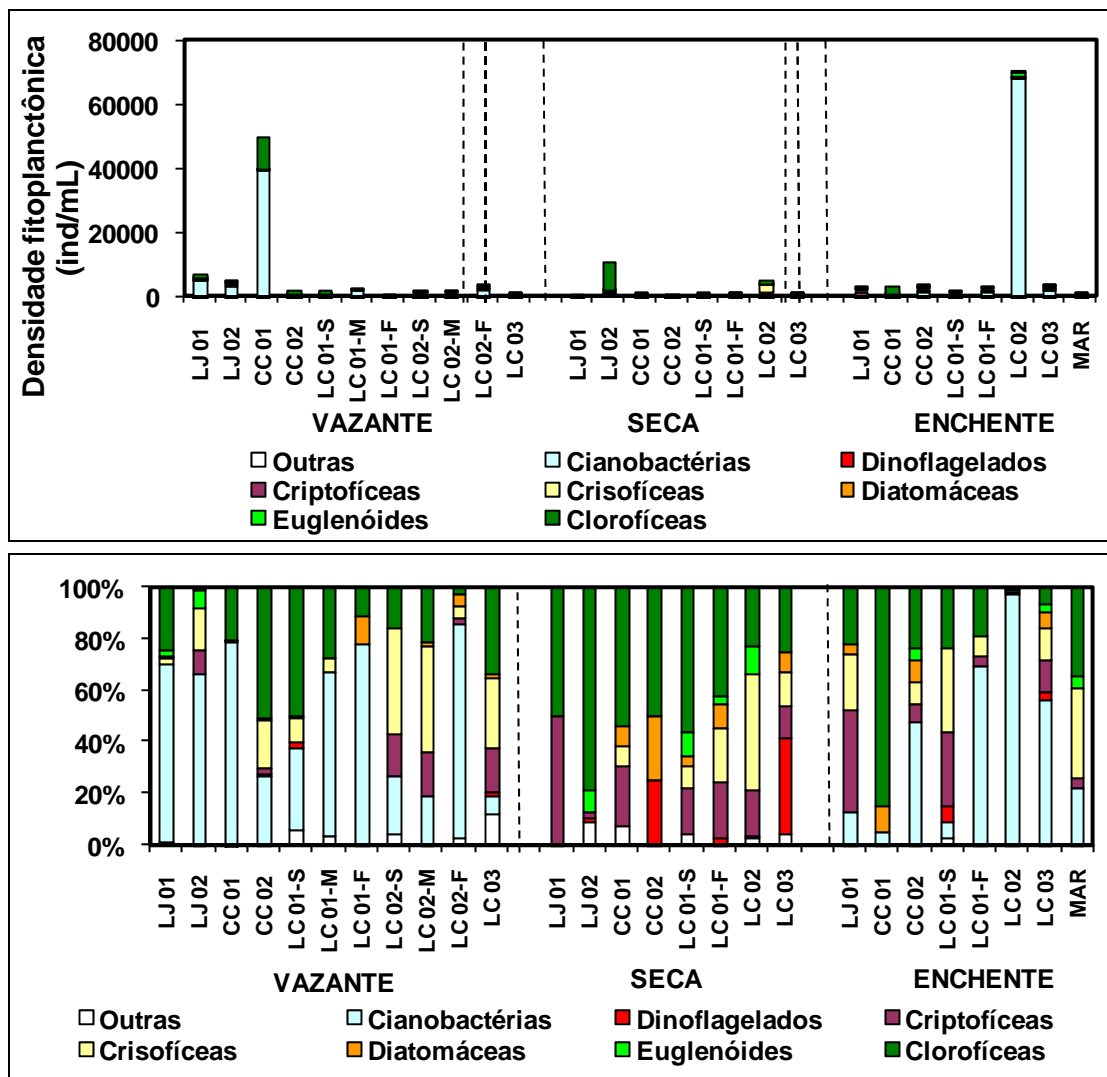 Densidade fitoplanctônica
(ind/mL)
80000
60000
40000
20000
0
LJ 01 LJ 02 CC 01 CC 02 LC 01-S LC 01-M LC 01-F LC 02-S LC 02-M LC 02-F LC 03 LJ 01 LJ 02 CC 01 CC 02 LC 01-S LC 01-F LC 02 LC 03 LJ 01 CC 01 CC 02 LC 01-S LC 01-F LC 02 LC 03 MAR
VAZANTE SECA ENCHENTE
Outras Cianobactérias Dinoflagelados
Criptofíceas Crisofíceas Diatomáceas
Euglenóides Clorofíceas
100%
80%
60%
40%
20%
0%
LJ 01 LJ 02 CC 01 CC 02 LC 01-S LC 01-M LC 01-F LC 02-S LC 02-M LC 02-F LC 03 LJ 01 LJ 02 CC 01 CC 02 LC 01-S LC 01-F LC 02 LC 03 LJ 01 CC 01 CC 02 LC 01-S LC 01-F LC 02 LC 03 MAR
VAZANTE SECA ENCHENTE
Outras Cianobactérias Dinoflagelados Criptofíceas
Crisofíceas Diatomáceas Euglenóides Clorofíceas